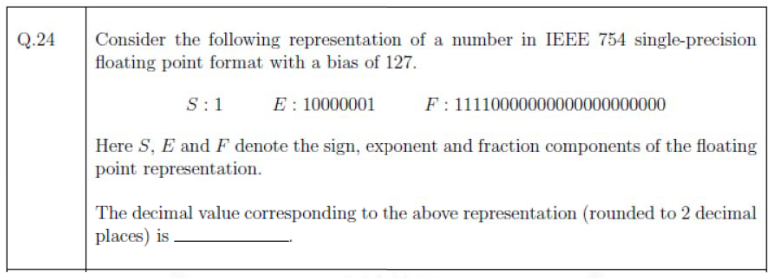 Q.24
Consider the following representation of a number in IEEE 754 single-precision
floating point format with a bias of 127.
S : 1 E : 10000001 F : 11110000000000000000000
Here S, E and F denote the sign, exponent and fraction components of the floating
point representation.
The decimal value corresponding to the above representation (rounded to 2 decimal
places) is ____________.